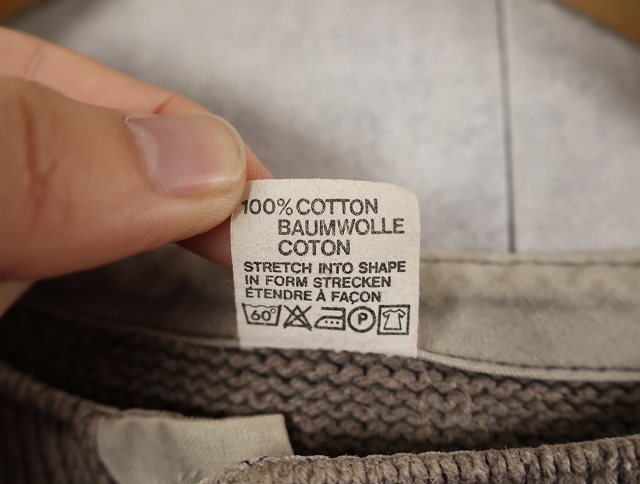 100% COTTON
BAUMWOLLE
COTON
STRETCH INTO SHAPE
IN FORM STRECKEN
ÉTENDRE À FAÇON
60° P